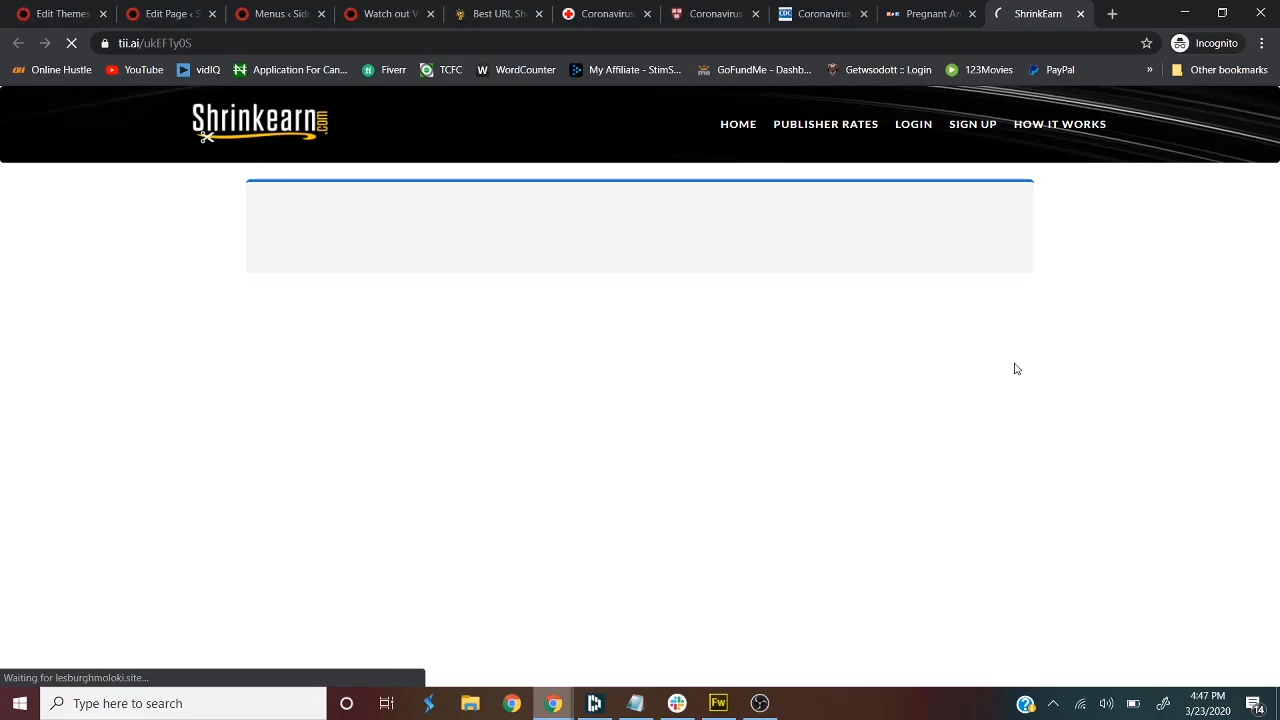 Edit Themes
Edit Page ‹ S
Menus ‹ Side
Watch out V
Best URL Sh
Coronavirus
Coronavirus
Coronavirus
Pregnant An
ShrinkEarn
tii.ai/ukEFTy0S
Incognito
Online Hustle
YouTube
vidIQ
Application For Can...
Fiverr
TCFC
WordCounter
My Affiliate - StimS...
GoFundMe - Dashb...
Getwsodott :: Login
123Movies
PayPal
»
Other bookmarks
Shrinkearn.com
HOME
PUBLISHER RATES
LOGIN
SIGN UP
HOW IT WORKS
Waiting for lesburghmoloki.site...
Type here to search
Fw
4:47 PM
3/23/2020